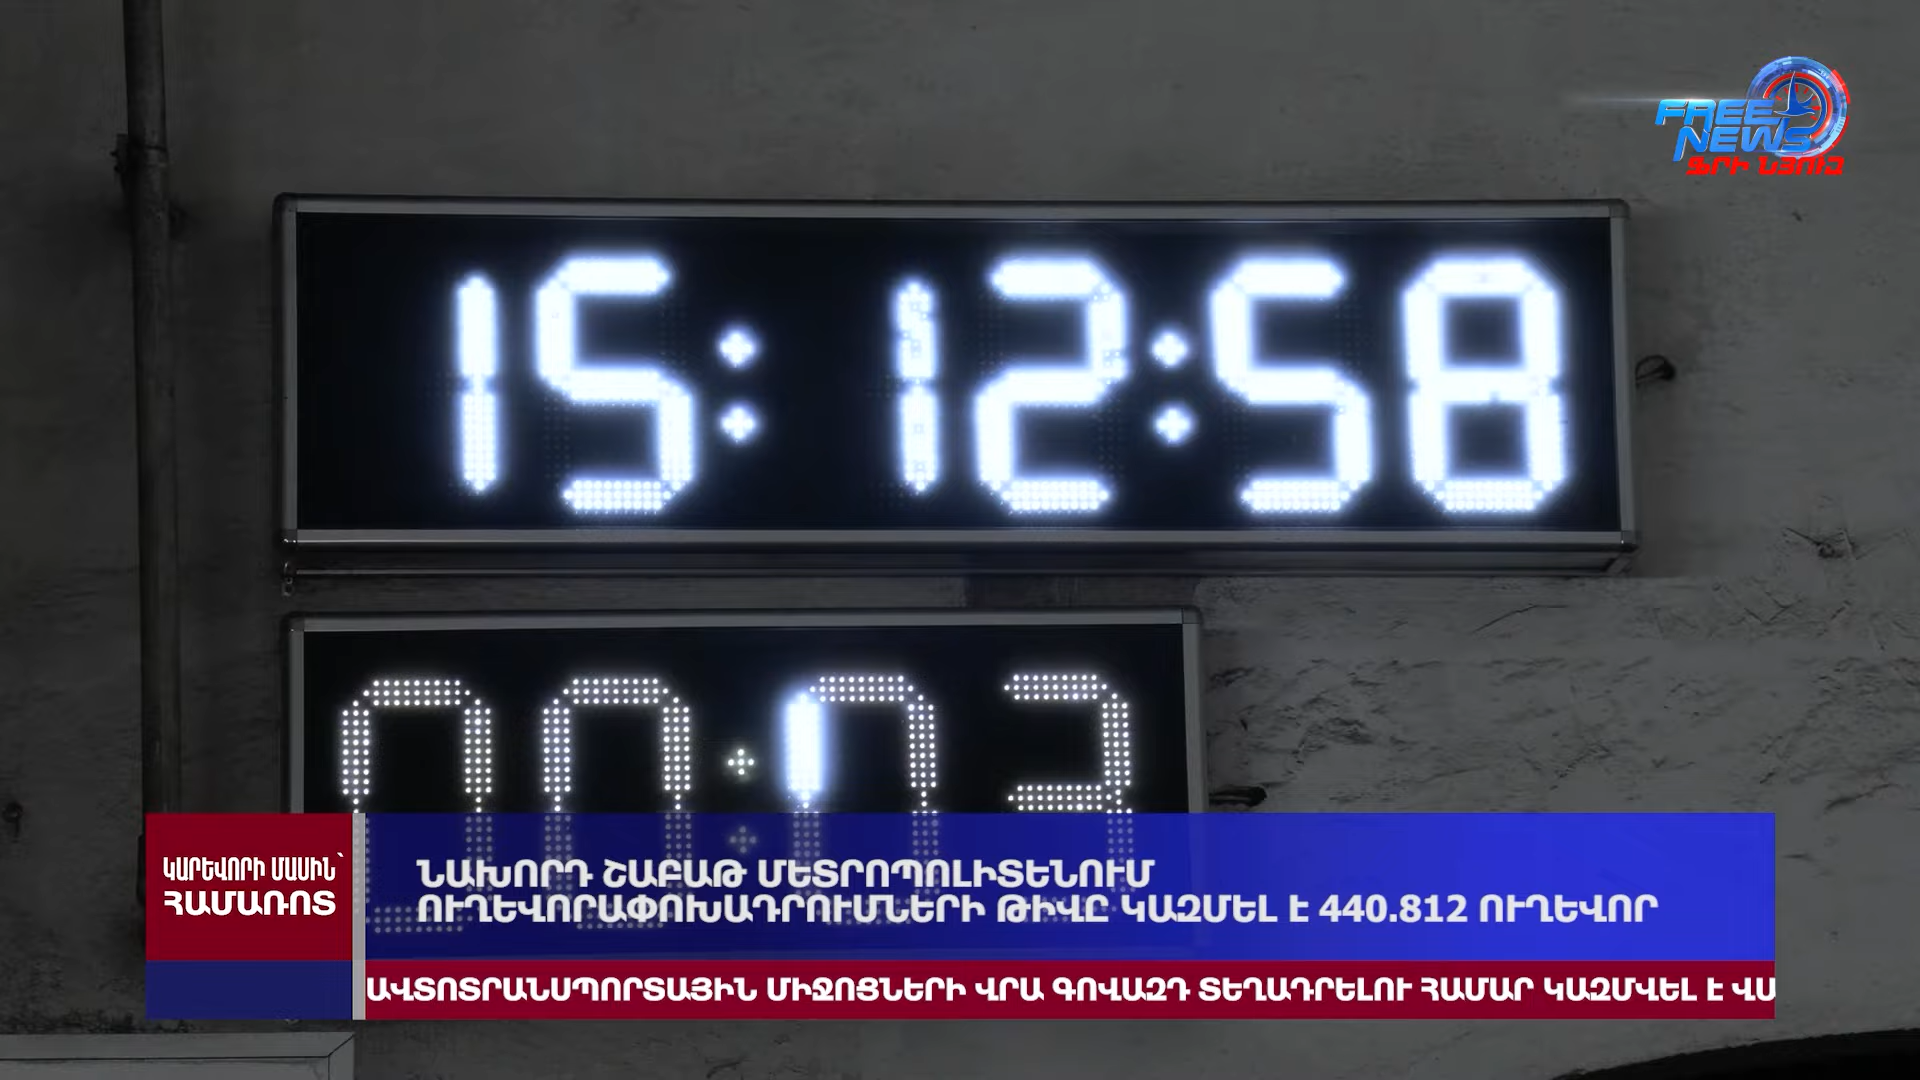 FREE
NEWS
ՖՐԻ ՆՅՈՒԶ
15:12:58
00:03
ԿԱՐԵՎՈՐԻ ՄԱՍԻՆ՝
ՀԱՄԱՌՈՏ
ՆԱԽՈՐԴ ՇԱԲԱԹ ՄԵՏՐՈՊՈԼԻՏԵՆՈՒՄ
ՈՒՂԵՎՈՐԱՓՈԽԱԴՐՈՒՄՆԵՐԻ ԹԻՎԸ ԿԱԶՄԵԼ Է 440.812 ՈՒՂԵՎՈՐ
ԱՎՏՈՏՐԱՆՍՊՈՐՏԱՅԻՆ ՄԻՋՈՑՆԵՐԻ ՎՐԱ ԳՈՎԱԶԴ ՏԵՂԱԴՐԵԼՈՒ ՀԱՄԱՐ ԿԱԶՄՎԵԼ Է ՎԱ